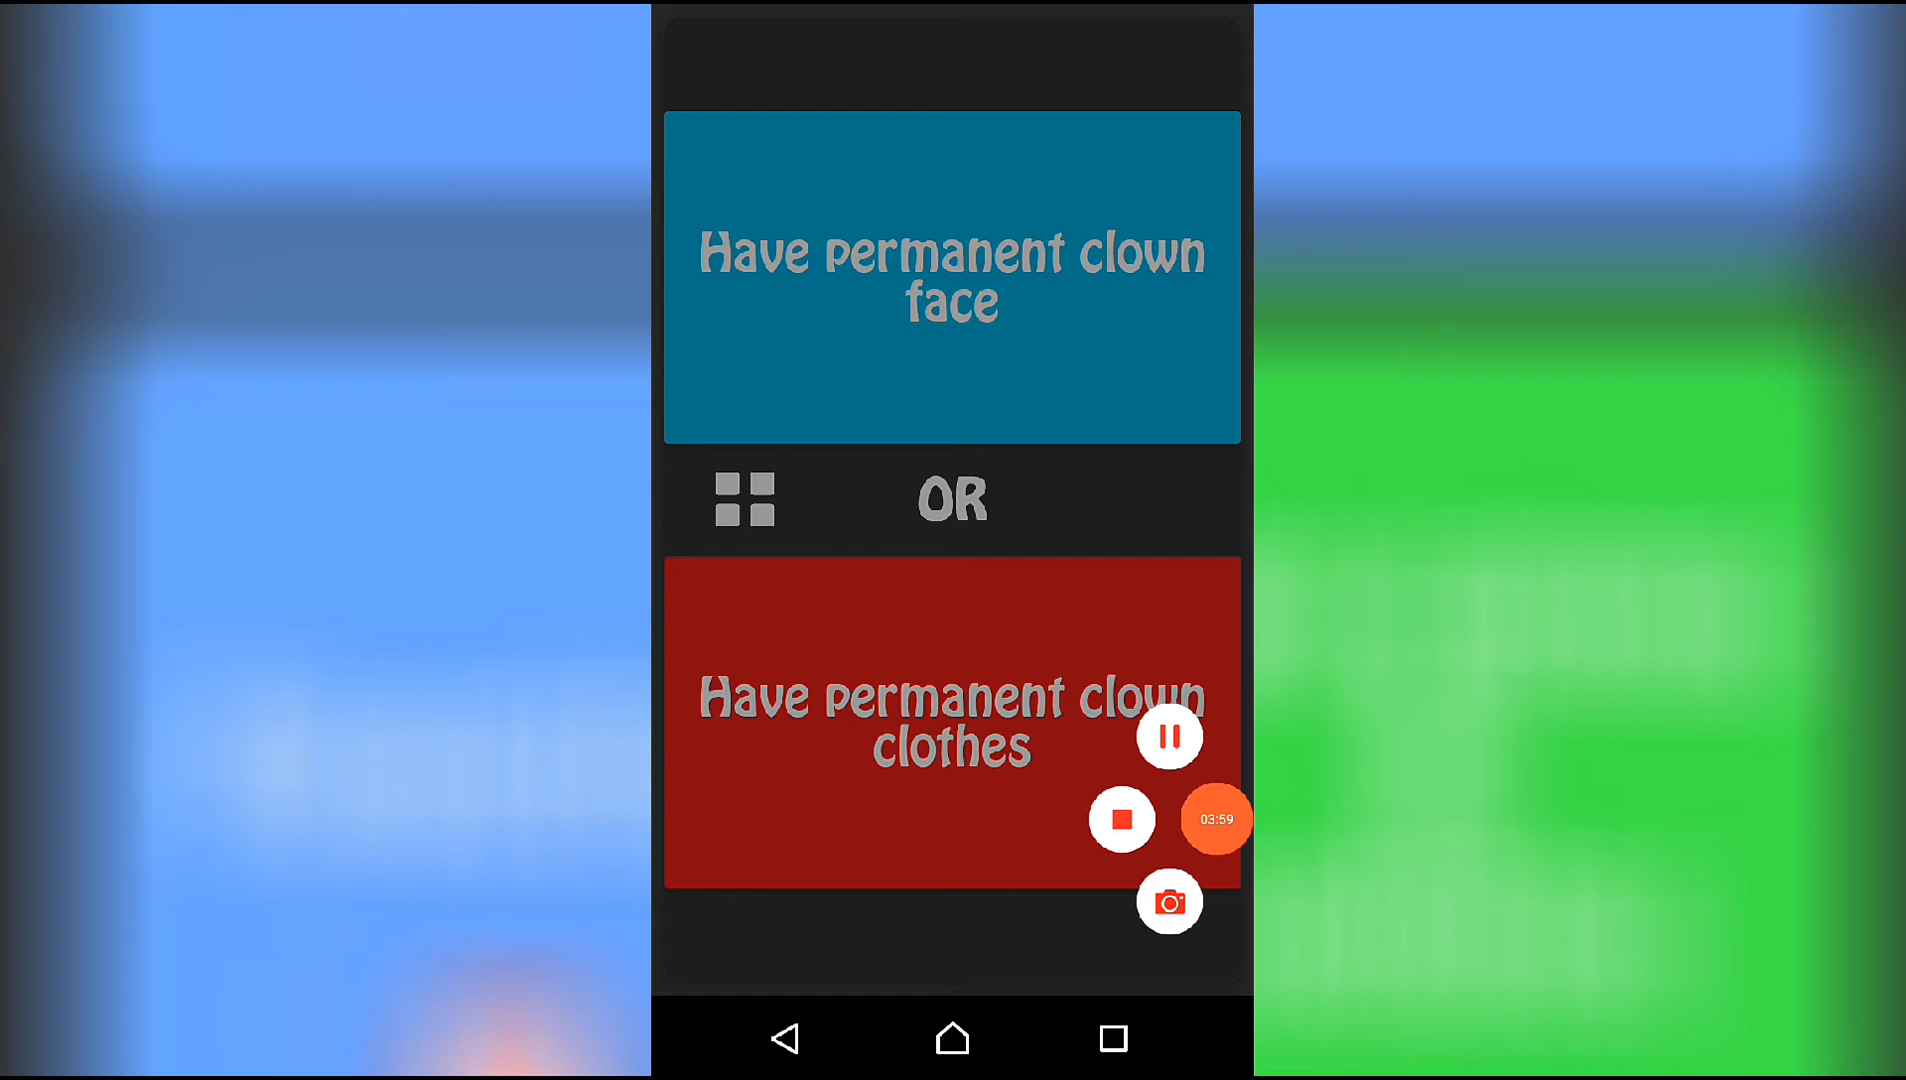 Have permanent clown
face
OR
Have permanent clown
clothes
03:59